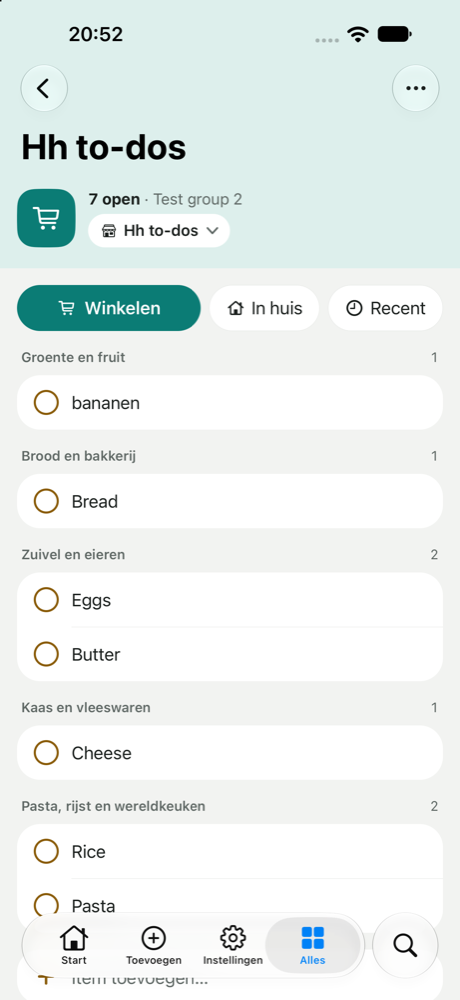 20:52
Hh to-dos
7 open · Test group 2
Hh to-dos
Winkelen
In huis
Recent
Groente en fruit 1
bananen
Brood en bakkerij 1
Bread
Zuivel en eieren 2
Eggs
Butter
Kaas en vleeswaren 1
Cheese
Pasta, rijst en wereldkeuken 2
Rice
Pasta
Start
Toevoegen
Instellingen
Alles
Item toevoegen...